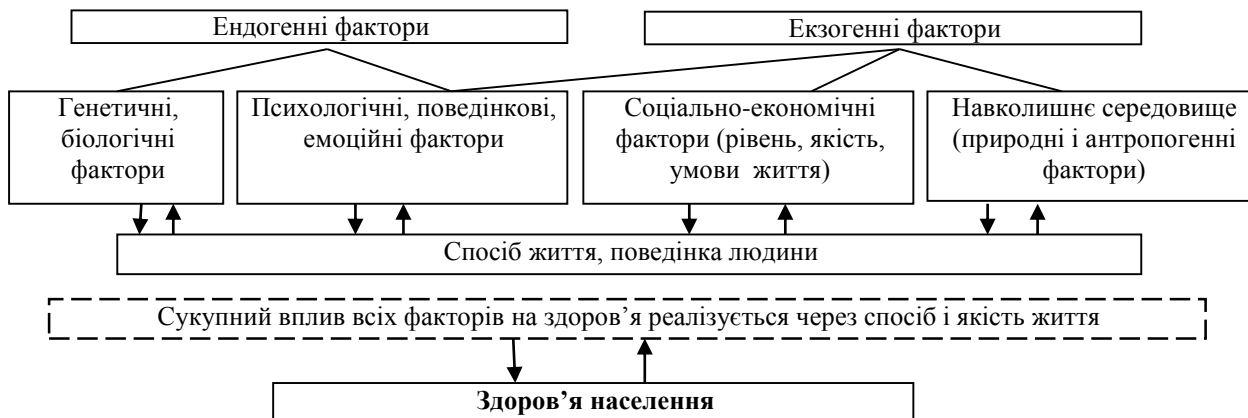 Ендогенні фактори
Екзогенні фактори
Генетичні,
біологічні
фактори
Психологічні, поведінкові,
емоційні фактори
Соціально-економічні
фактори (рівень, якість,
умови життя)
Навколишнє середовище
(природні і антропогенні
фактори)
Спосіб життя, поведінка людини
Сукупний вплив всіх факторів на здоров’я реалізується через спосіб і якість життя
Здоров’я населення